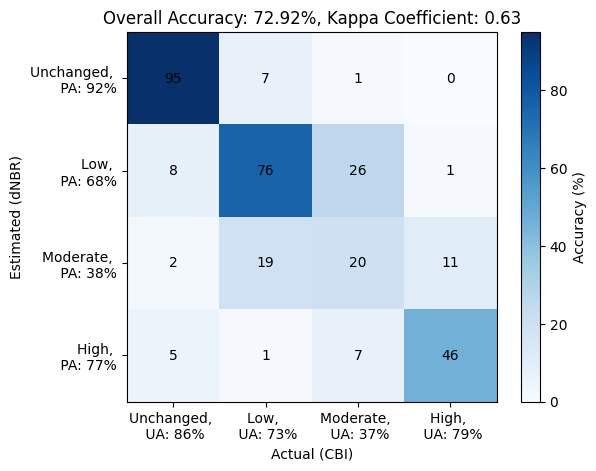 Overall Accuracy: 72.92%, Kappa Coefficient: 0.63
Unchanged,
PA: 92%
95 7 1 0
Low,
PA: 68%
8 76 26 1
Moderate,
PA: 38%
2 19 20 11
High,
PA: 77%
5 1 7 46
Estimated (dNBR)
Unchanged, Low, Moderate, High,
UA: 86% UA: 73% UA: 37% UA: 79%
Actual (CBI)
80
60
40
20
0
Accuracy (%)